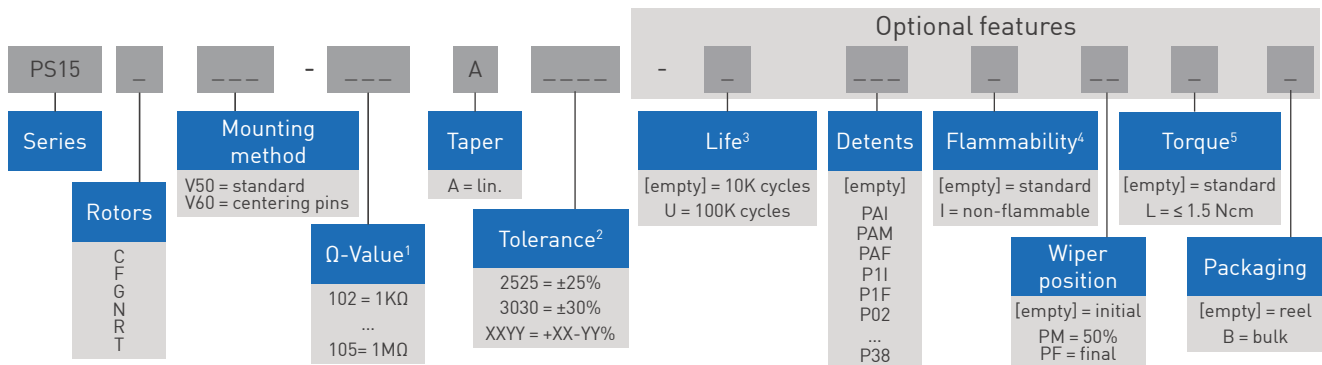 Optional features
PS15 _ _ _ _ - _ _ _ A _ _ _ _ - _ _ _ _ _ _ _ _ _
Series
Rotors
C
F
G
N
R
T
Mounting
method
V50 = standard
V60 = centering pins
Ω-Value¹
102 = 1KΩ
...
105= 1MΩ
Taper
A = lin.
Tolerance²
2525 = ±25%
3030 = ±30%
XXYY = +XX-YY%
Life³
[empty] = 10K cycles
U = 100K cycles
Detents
[empty]
PAI
PAM
PAF
P1I
P1F
P02
...
P38
Flammability⁴
[empty] = standard
I = non-flammable
Wiper
position
[empty] = initial
PM = 50%
PF = final
Torque⁵
[empty] = standard
L = ≤ 1.5 Ncm
Packaging
[empty] = reel
B = bulk